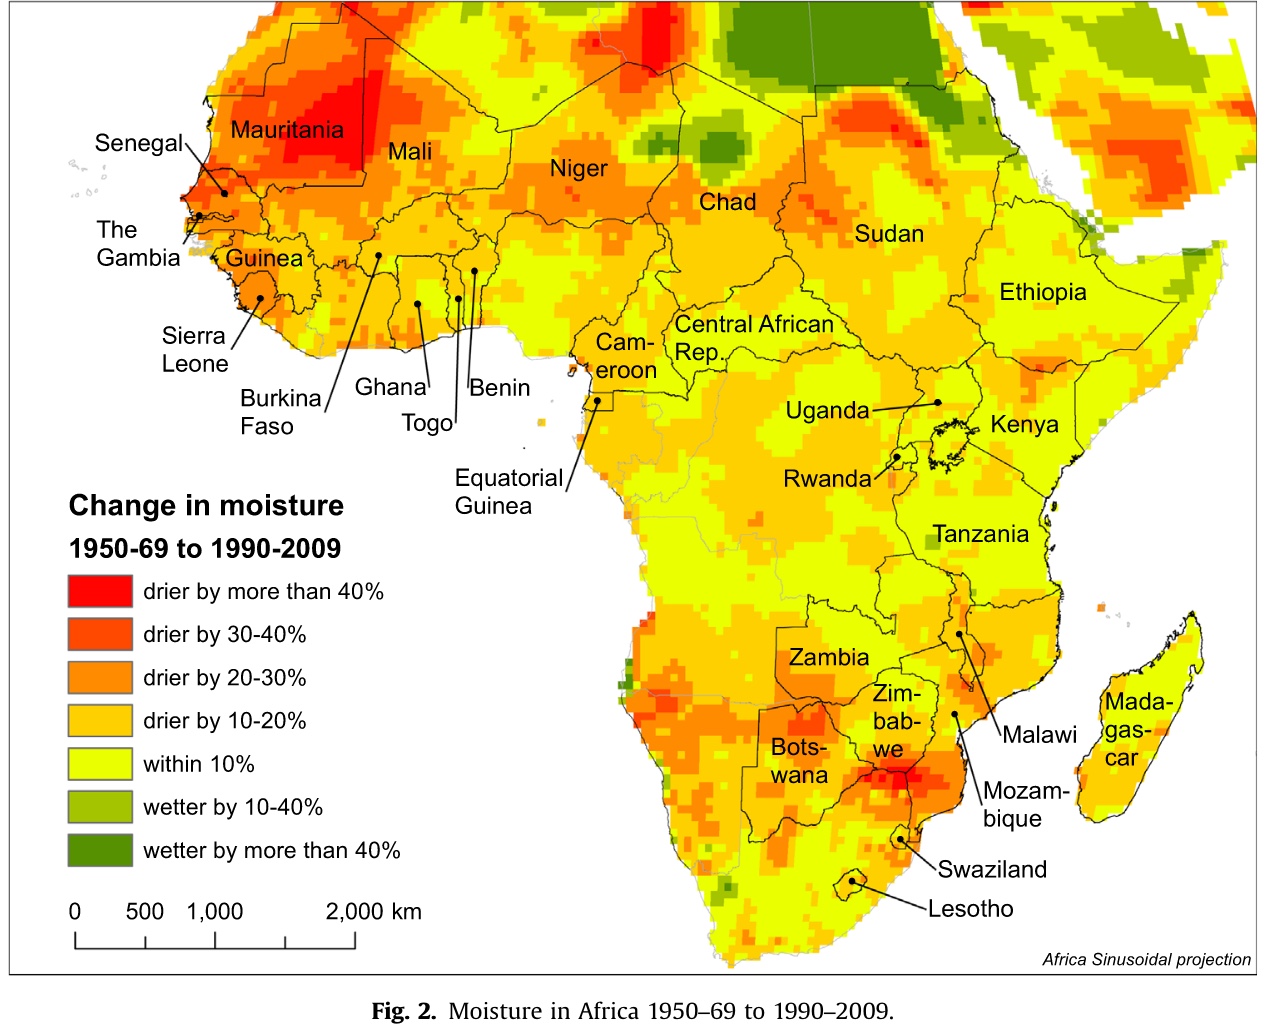 Mauritania
Senegal
Mali
Niger
Chad
Sudan
The
Gambia
Guinea
Ethiopia
Sierra
Leone
Central African
Rep.
Cam-
eroon
Burkina
Faso
Ghana
Togo
Benin
Uganda
Kenya
Equatorial
Guinea
Rwanda
Tanzania
Zambia
Zim-
bab-
we
Bots-
wana
Malawi
Mada-
gas-
car
Mozam-
bique
Swaziland
Lesotho
Change in moisture
1950-69 to 1990-2009
drier by more than 40%
drier by 30-40%
drier by 20-30%
drier by 10-20%
within 10%
wetter by 10-40%
wetter by more than 40%
0 500 1,000 2,000 km
Africa Sinusoidal projection
Fig. 2. Moisture in Africa 1950–69 to 1990–2009.